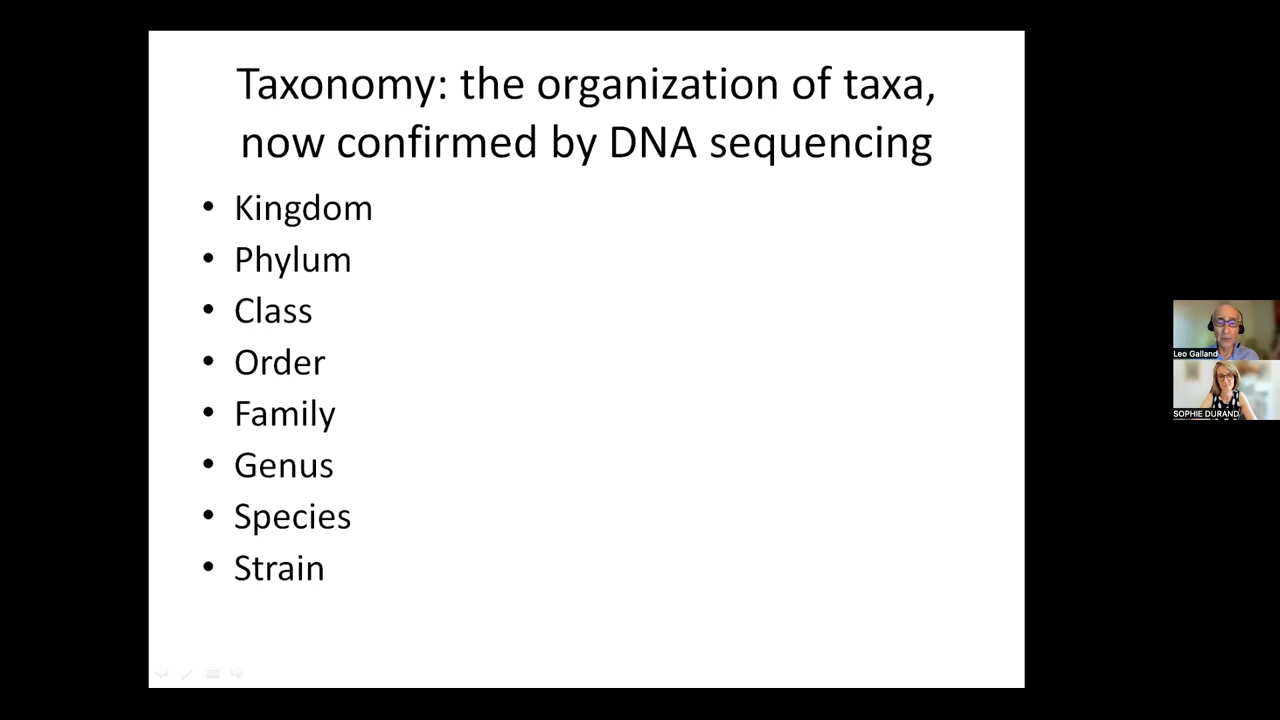 Taxonomy: the organization of taxa,
now confirmed by DNA sequencing
• Kingdom
• Phylum
• Class
• Order
• Family
• Genus
• Species
• Strain
Leo Galland
SOPHIE DURAND